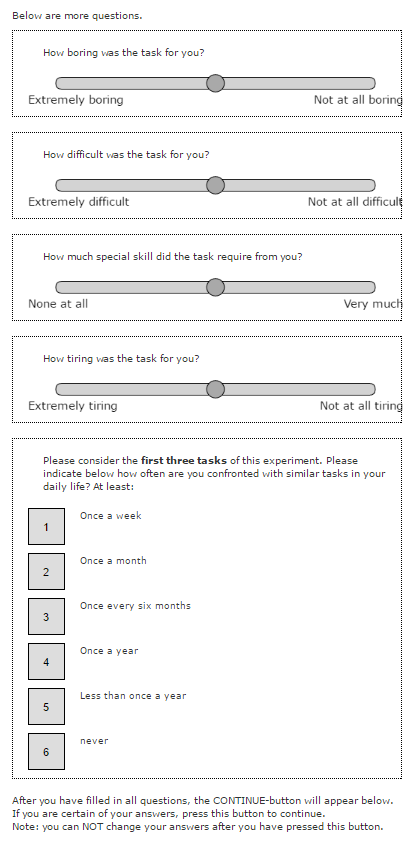 Below are more questions.
How boring was the task for you?
Extremely boring Not at all boring
How difficult was the task for you?
Extremely difficult Not at all difficult
How much special skill did the task require from you?
None at all Very much
How tiring was the task for you?
Extremely tiring Not at all tiring
Please consider the first three tasks of this experiment. Please
indicate below how often are you confronted with similar tasks in your
daily life? At least:
1 Once a week
2 Once a month
3 Once every six months
4 Once a year
5 Less than once a year
6 never
After you have filled in all questions, the CONTINUE-button will appear below.
If you are certain of your answers, press this button to continue.
Note: you can NOT change your answers after you have pressed this button.